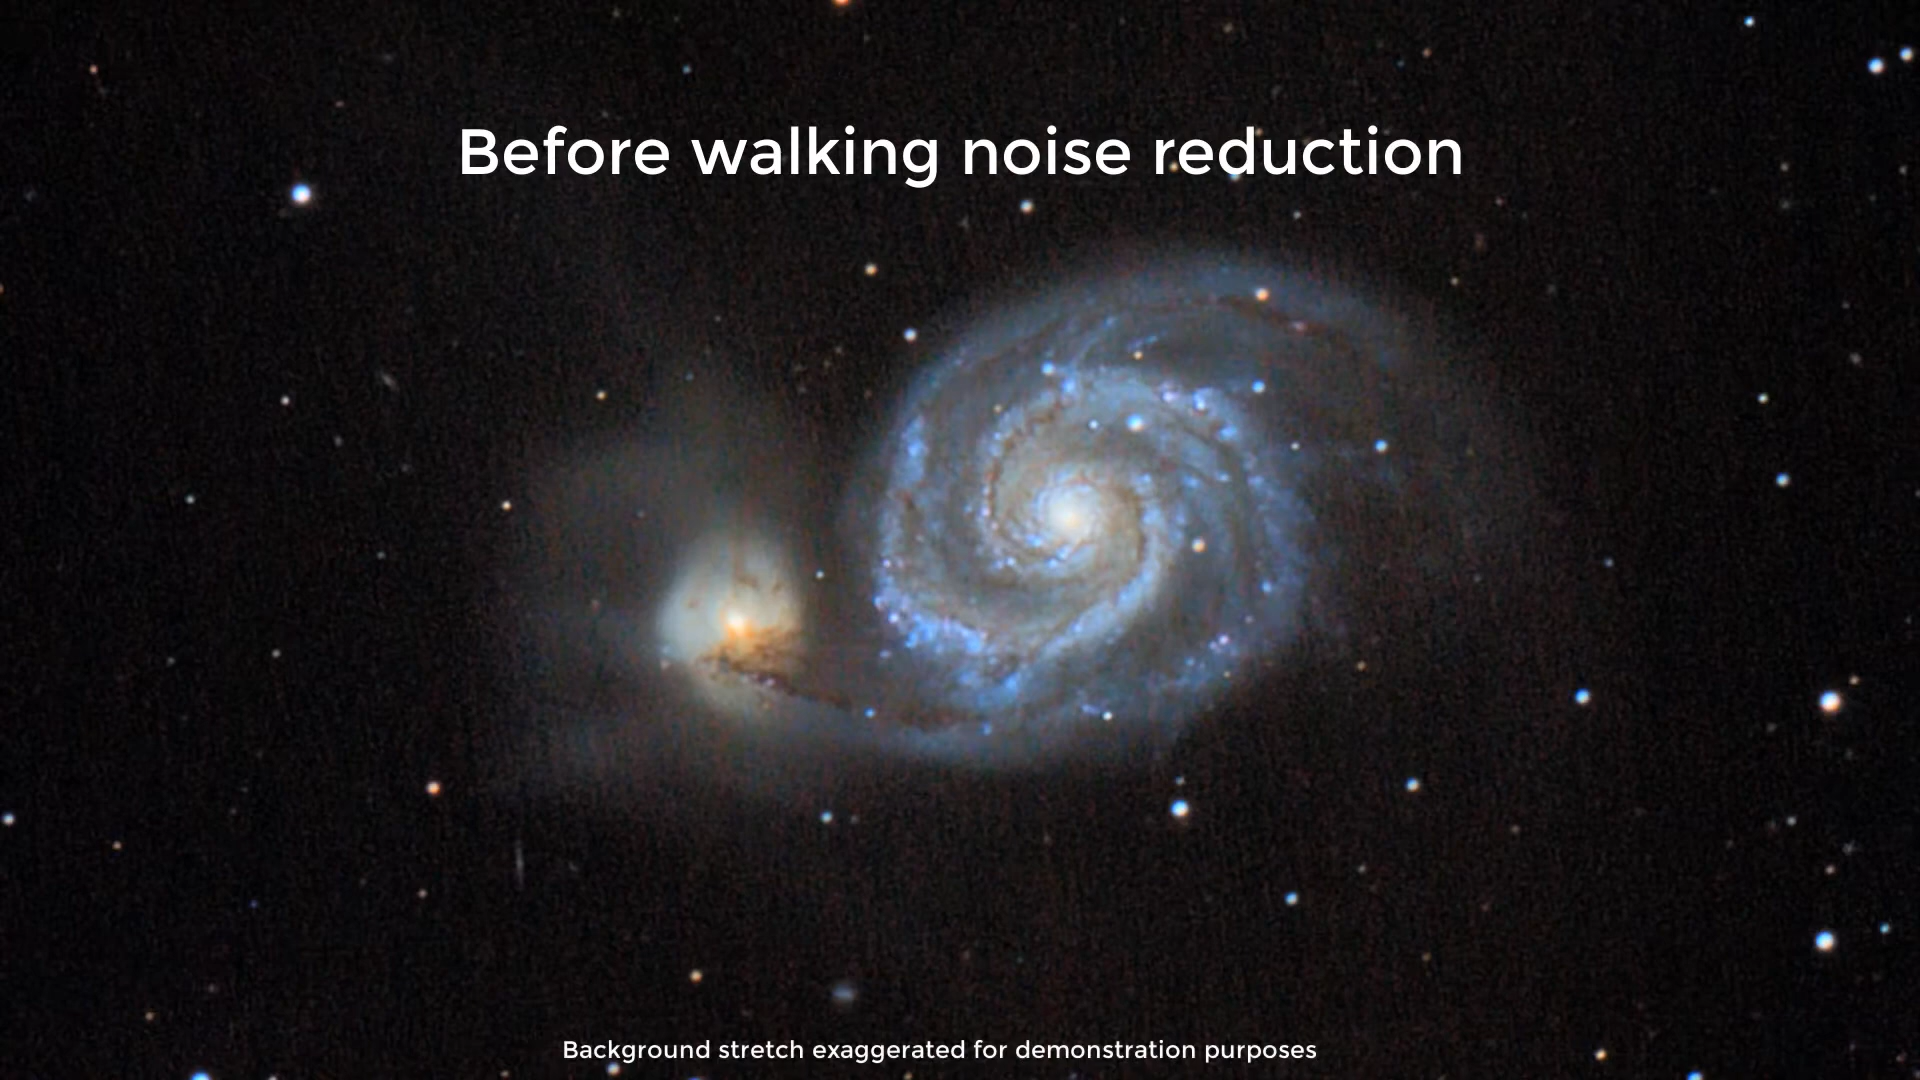 Before walking noise reduction
Background stretch exaggerated for demonstration purposes